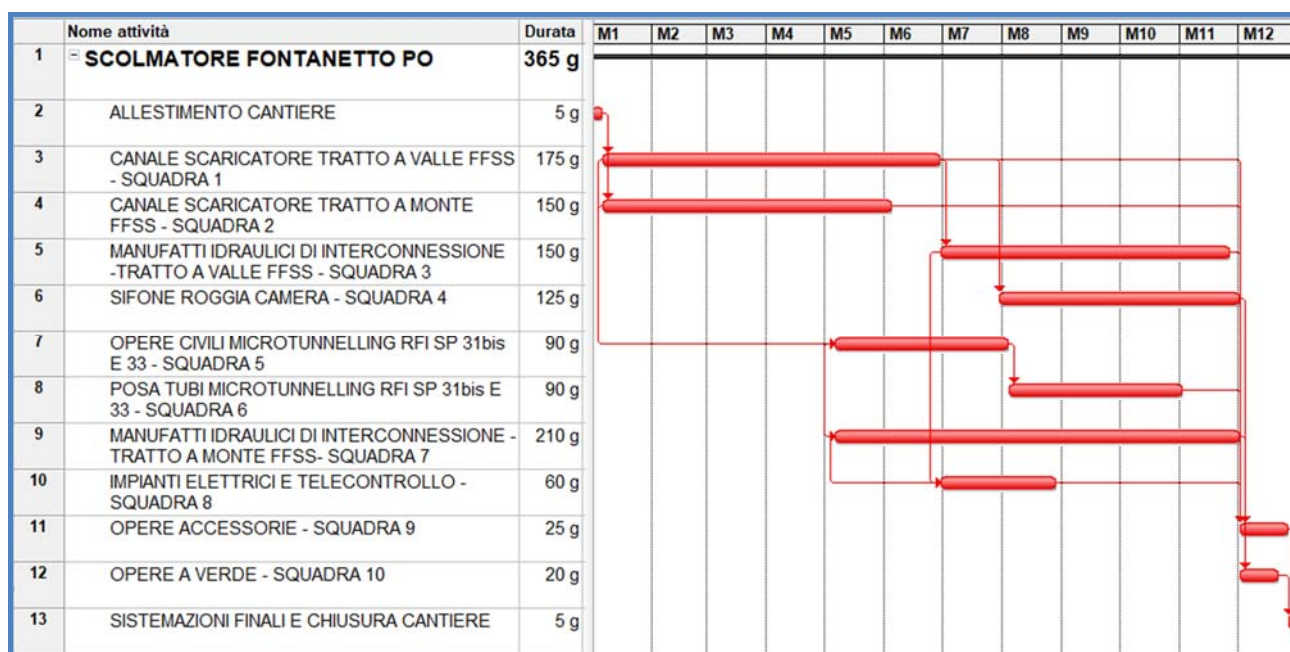 Nome attività Durata M1 M2 M3 M4 M5 M6 M7 M8 M9 M10 M11 M12
1 SCOLMATORE FONTANETTO PO 365 g
2 ALLESTIMENTO CANTIERE 5 g
3 CANALE SCARICATORE TRATTO A VALLE FFSS 175 g
- SQUADRA 1
4 CANALE SCARICATORE TRATTO A MONTE 150 g
FFSS - SQUADRA 2
5 MANUFATTI IDRAULICI DI INTERCONNESSIONE 150 g
-TRATTO A VALLE FFSS - SQUADRA 3
6 SIFONE ROGGIA CAMERA - SQUADRA 4 125 g
7 OPERE CIVILI MICROTUNNELLING RFI SP 31bis 90 g
E 33 - SQUADRA 5
8 POSA TUBI MICROTUNNELLING RFI SP 31bis E 90 g
33 - SQUADRA 6
9 MANUFATTI IDRAULICI DI INTERCONNESSIONE - 210 g
TRATTO A MONTE FFSS- SQUADRA 7
10 IMPIANTI ELETTRICI E TELECONTROLLO - 60 g
SQUADRA 8
11 OPERE ACCESSORIE - SQUADRA 9 25 g
12 OPERE A VERDE - SQUADRA 10 20 g
13 SISTEMAZIONI FINALI E CHIUSURA CANTIERE 5 g